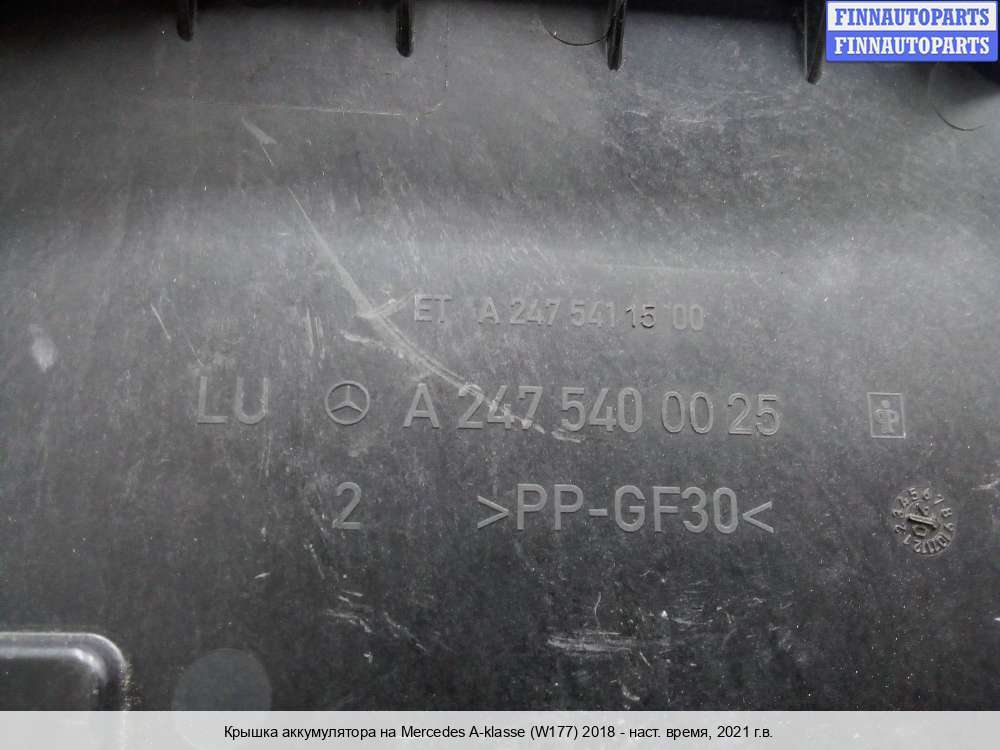 FINNAUTOPARTS
FINNAUTOPARTS
ET A 247 541 15 00
LU A 247 540 00 25
2 >PP-GF30<
Крышка аккумулятора на Mercedes A-klasse (W177) 2018 - наст. время, 2021 г.в.